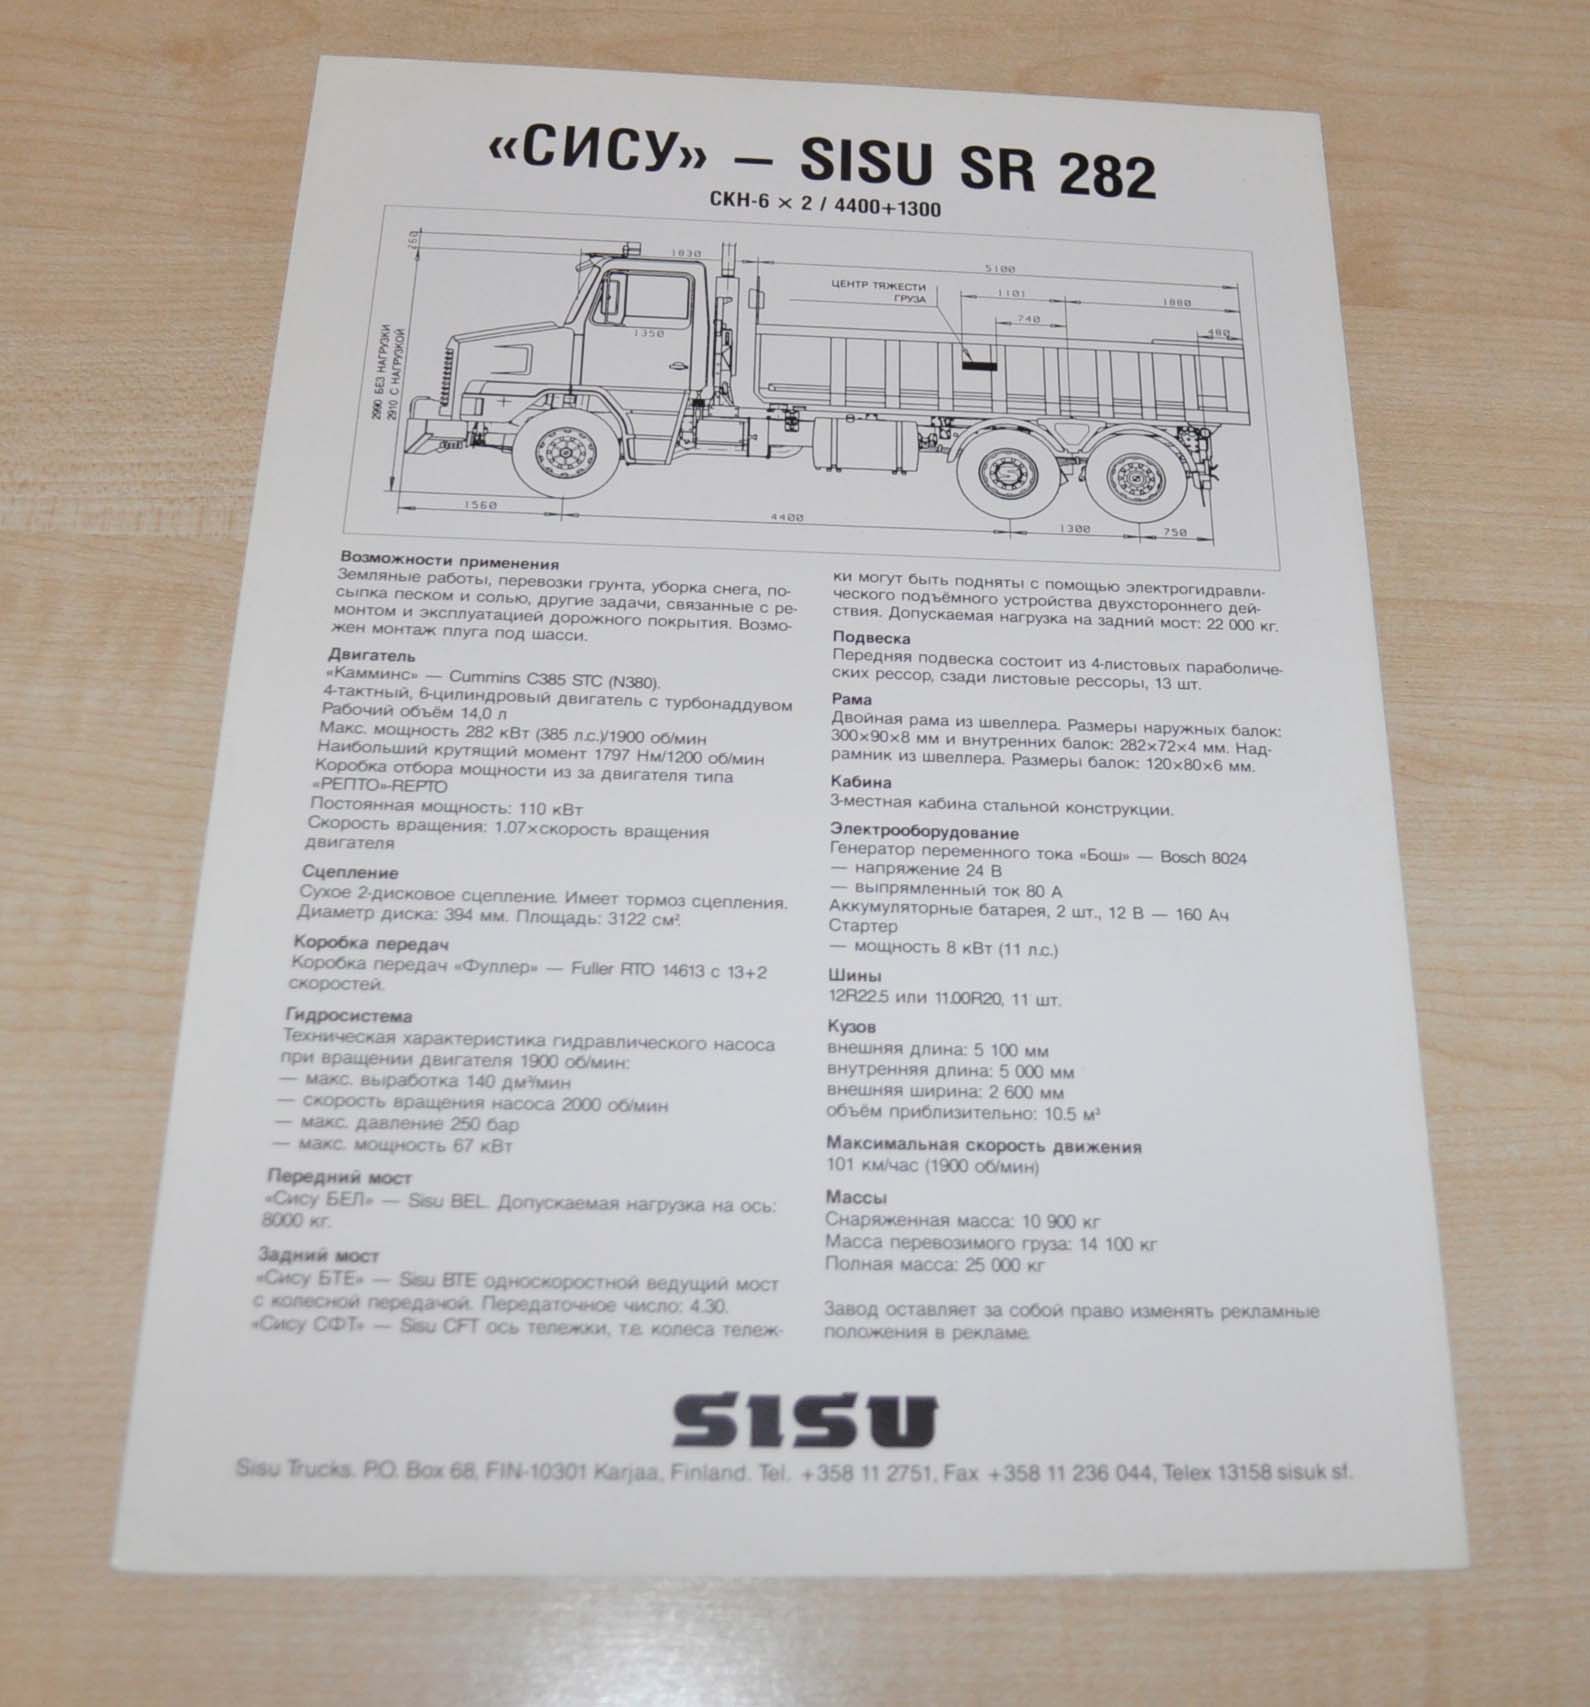 «СИСУ» – SISU SR 282
СКН-6 × 2 / 4400+1300
260
1830
5100
ЦЕНТР ТЯЖЕСТИ
ГРУЗА
1101
1880
740
480
1350
2990 БЕЗ НАГРУЗКИ
2910 С НАГРУЗКОЙ
1560
4400
1300
750
Возможности применения
Земляные работы, перевозки грунта, уборка снега, по-
сыпка песком и солью, другие задачи, связанные с ре-
монтом и эксплуатацией дорожного покрытия. Возмо-
жен монтаж плуга под шасси.
Двигатель
«Камминс» — Cummins C385 STC (N380).
4-тактный, 6-цилиндровый двигатель с турбонаддувом
Рабочий объём 14,0 л
Макс. мощность 282 кВт (385 л.с.)/1900 об/мин
Наибольший крутящий момент 1797 Нм/1200 об/мин
Коробка отбора мощности из за двигателя типа
«РЕПТО»-REPTO
Постоянная мощность: 110 кВт
Скорость вращения: 1.07×скорость вращения
двигателя
Сцепление
Сухое 2-дисковое сцепление. Имеет тормоз сцепления.
Диаметр диска: 394 мм. Площадь: 3122 см².
Коробка передач
Коробка передач «Фуллер» — Fuller RTO 14613 с 13+2
скоростей.
Гидросистема
Техническая характеристика гидравлического насоса
при вращении двигателя 1900 об/мин:
— макс. выработка 140 дм³/мин
— скорость вращения насоса 2000 об/мин
— макс. давление 250 бар
— макс. мощность 67 кВт
Передний мост
«Сису БЕЛ» — Sisu BEL. Допускаемая нагрузка на ось:
8000 кг.
Задний мост
«Сису БТЕ» — Sisu BTE односкоростной ведущий мост
с колесной передачой. Передаточное число: 4.30.
«Сису СФТ» — Sisu CFT ось тележки, т.е. колеса тележ-
ки могут быть подняты с помощью электрогидравли-
ческого подъёмного устройства двухстороннего дей-
ствия. Допускаемая нагрузка на задний мост: 22 000 кг.
Подвеска
Передняя подвеска состоит из 4-листовых параболиче-
ских рессор, сзади листовые рессоры, 13 шт.
Рама
Двойная рама из швеллера. Размеры наружных балок:
300×90×8 мм и внутренних балок: 282×72×4 мм. Над-
рамник из швеллера. Размеры балок: 120×80×6 мм.
Кабина
3-местная кабина стальной конструкции.
Электрооборудование
Генератор переменного тока «Бош» — Bosch 8024
— напряжение 24 В
— выпрямленный ток 80 А
Аккумуляторные батарея, 2 шт., 12 В — 160 Ач
Стартер
— мощность 8 кВт (11 л.с.)
Шины
12R22.5 или 11.00R20, 11 шт.
Кузов
внешняя длина: 5 100 мм
внутренняя длина: 5 000 мм
внешняя ширина: 2 600 мм
объём приблизительно: 10.5 м³
Максимальная скорость движения
101 км/час (1900 об/мин)
Массы
Снаряженная масса: 10 900 кг
Масса перевозимого груза: 14 100 кг
Полная масса: 25 000 кг
Завод оставляет за собой право изменять рекламные
положения в рекламе.
SISU
Sisu Trucks. P.O. Box 68, FIN-10301 Karjaa, Finland. Tel. +358 11 2751, Fax +358 11 236 044, Telex 13158 sisuk sf.